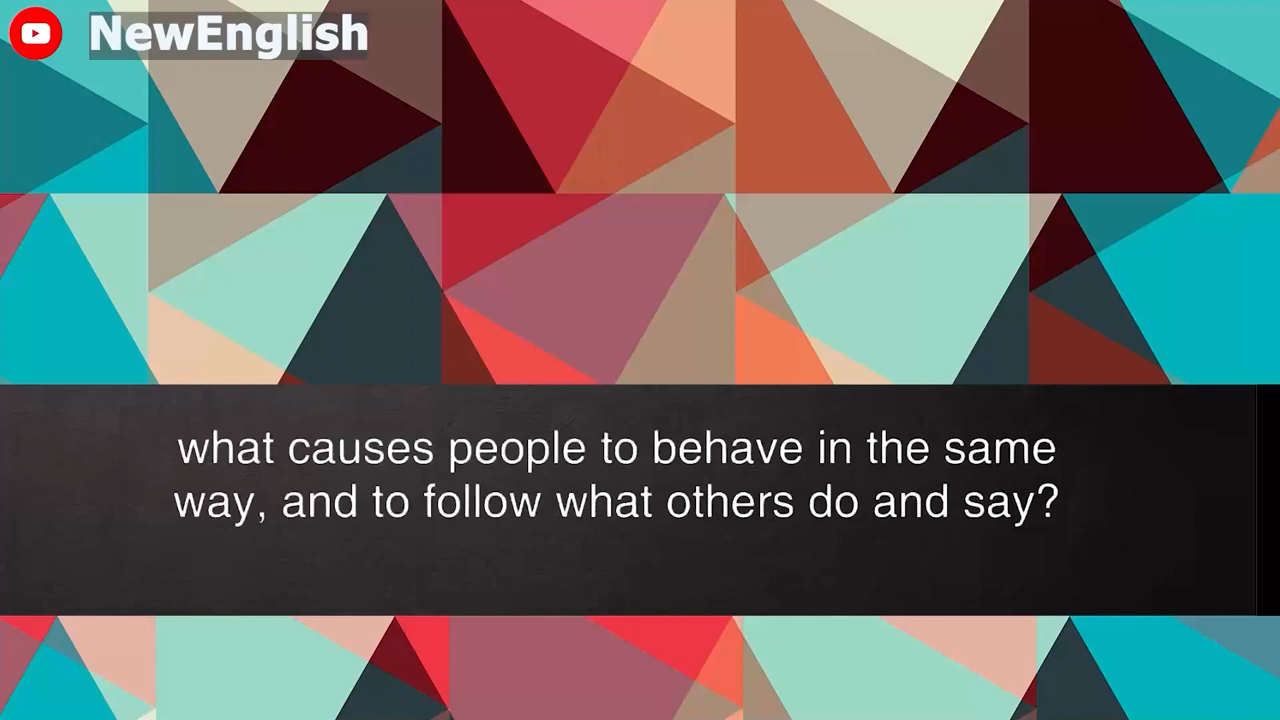 NewEnglish
what causes people to behave in the same
way, and to follow what others do and say?